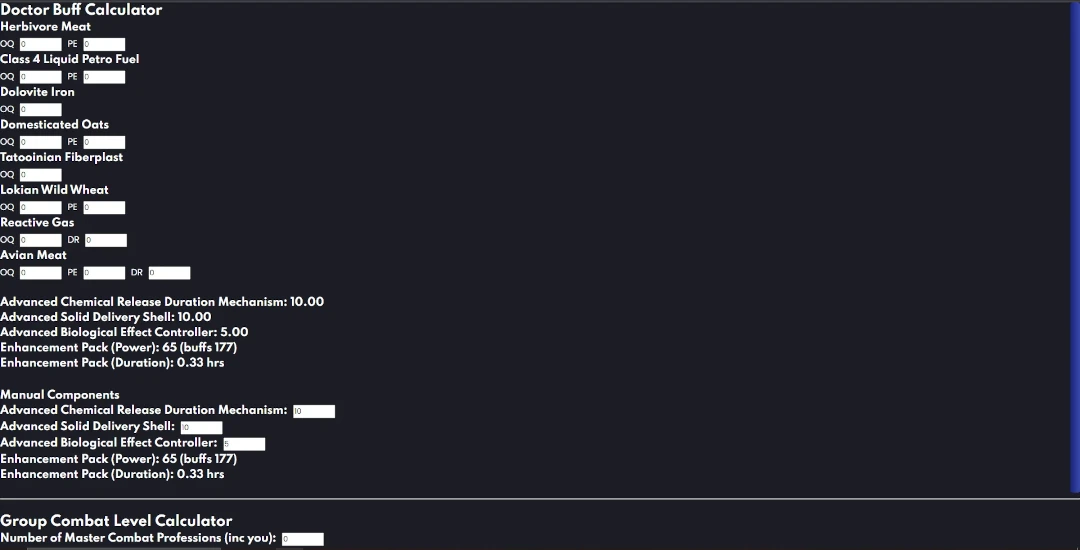 Doctor Buff Calculator
Herbivore Meat
OQ 0 PE 0
Class 4 Liquid Petro Fuel
OQ 0 PE 0
Dolovite Iron
OQ 0
Domesticated Oats
OQ 0 PE 0
Tatooinian Fiberplast
OQ 0
Lokian Wild Wheat
OQ 0 PE 0
Reactive Gas
OQ 0 DR 0
Avian Meat
OQ 0 PE 0 DR 0
Advanced Chemical Release Duration Mechanism: 10.00
Advanced Solid Delivery Shell: 10.00
Advanced Biological Effect Controller: 5.00
Enhancement Pack (Power): 65 (buffs 177)
Enhancement Pack (Duration): 0.33 hrs
Manual Components
Advanced Chemical Release Duration Mechanism: 10
Advanced Solid Delivery Shell: 10
Advanced Biological Effect Controller: 5
Enhancement Pack (Power): 65 (buffs 177)
Enhancement Pack (Duration): 0.33 hrs
Group Combat Level Calculator
Number of Master Combat Professions (inc you): 0